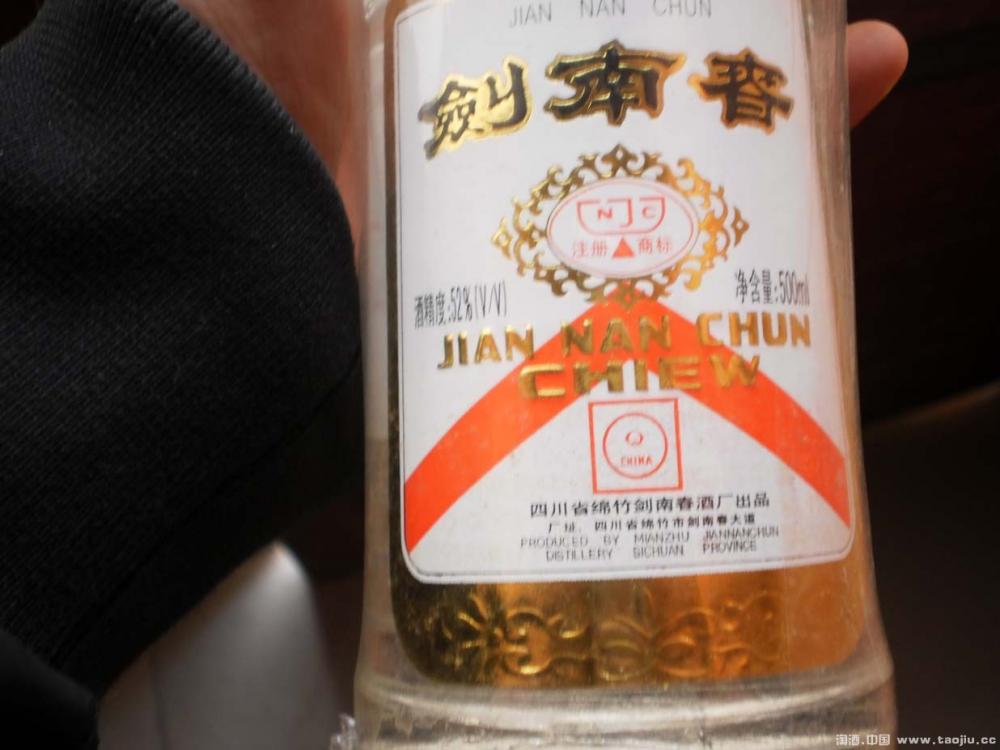 JIAN NAN CHUN
劍南春
NJC
注册 商标
酒精度:52%(V/V)
净含量:500ml
JIAN NAN CHUN
CHIEW
Q
CHINA
四川省绵竹剑南春酒厂出品
厂址:四川省绵竹市剑南春大道
PRODUCED BY MIANZHU JIANNANCHUN
DISTILLERY SICHUAN PROVINCE
淘酒.中国 www.taojiu.cc